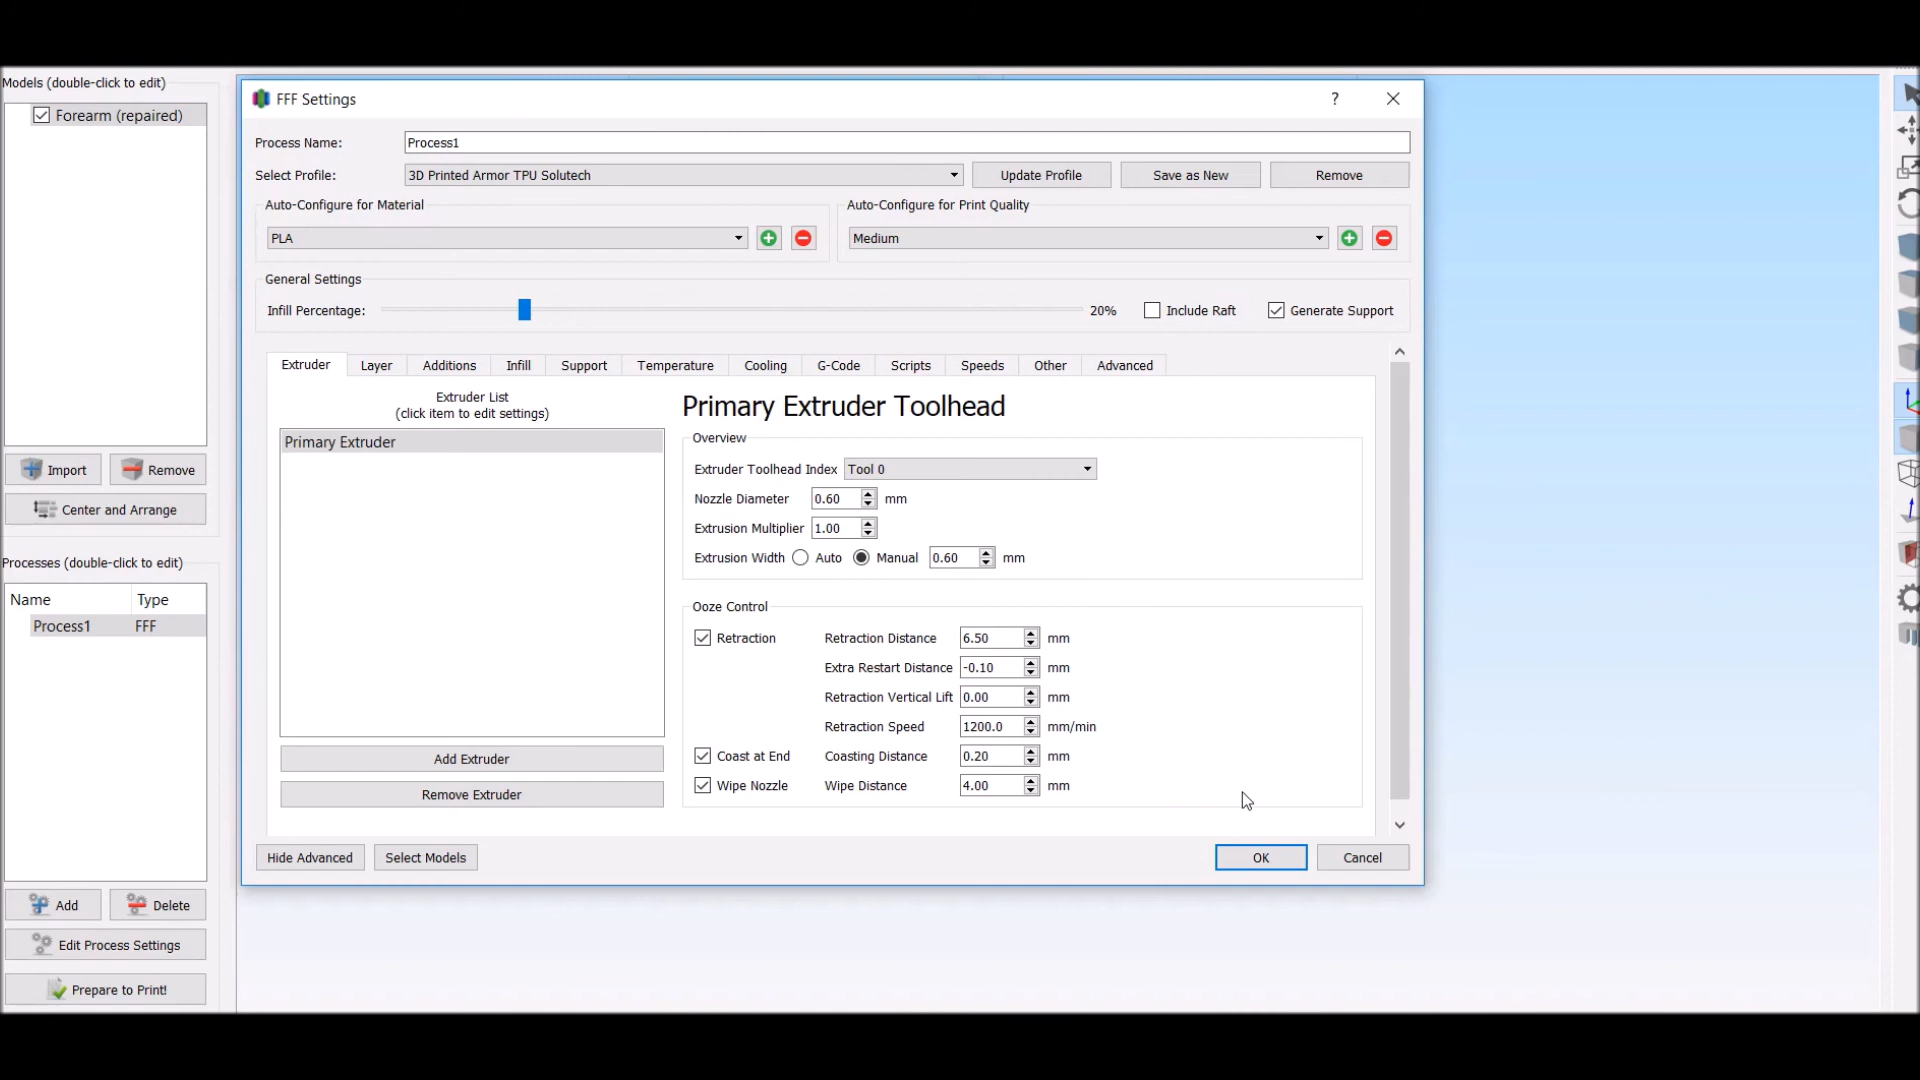 Models (double-click to edit)
Forearm (repaired)
Import
Remove
Center and Arrange
Processes (double-click to edit)
Name Type
Process1 FFF
Add
Delete
Edit Process Settings
Prepare to Print!
FFF Settings
?
Process Name: Process1
Select Profile: 3D Printed Armor TPU Solutech
Update Profile
Save as New
Remove
Auto-Configure for Material
PLA
Auto-Configure for Print Quality
Medium
General Settings
Infill Percentage: 20%
Include Raft
Generate Support
Extruder Layer Additions Infill Support Temperature Cooling G-Code Scripts Speeds Other Advanced
Extruder List
(click item to edit settings)
Primary Extruder
Add Extruder
Remove Extruder
Primary Extruder Toolhead
Overview
Extruder Toolhead Index Tool 0
Nozzle Diameter 0.60 mm
Extrusion Multiplier 1.00
Extrusion Width Auto Manual 0.60 mm
Ooze Control
Retraction Retraction Distance 6.50 mm
Extra Restart Distance -0.10 mm
Retraction Vertical Lift 0.00 mm
Retraction Speed 1200.0 mm/min
Coast at End Coasting Distance 0.20 mm
Wipe Nozzle Wipe Distance 4.00 mm
Hide Advanced
Select Models
OK
Cancel